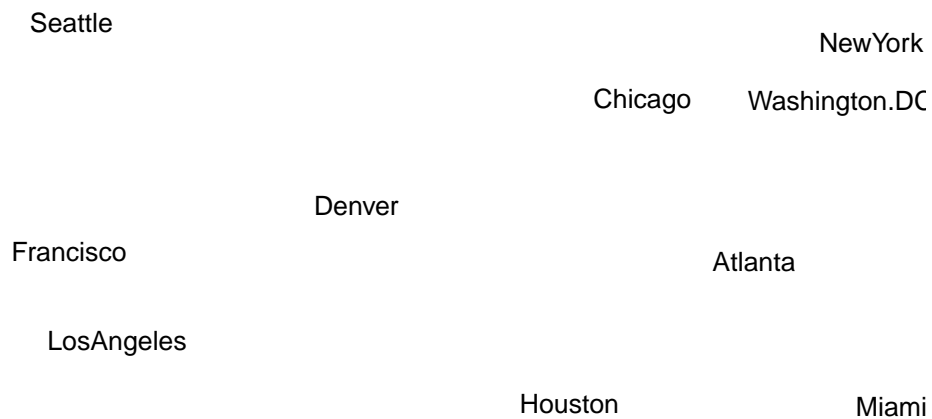 Seattle
NewYork
Chicago
Washington.DC
Denver
Francisco
Atlanta
LosAngeles
Houston
Miami